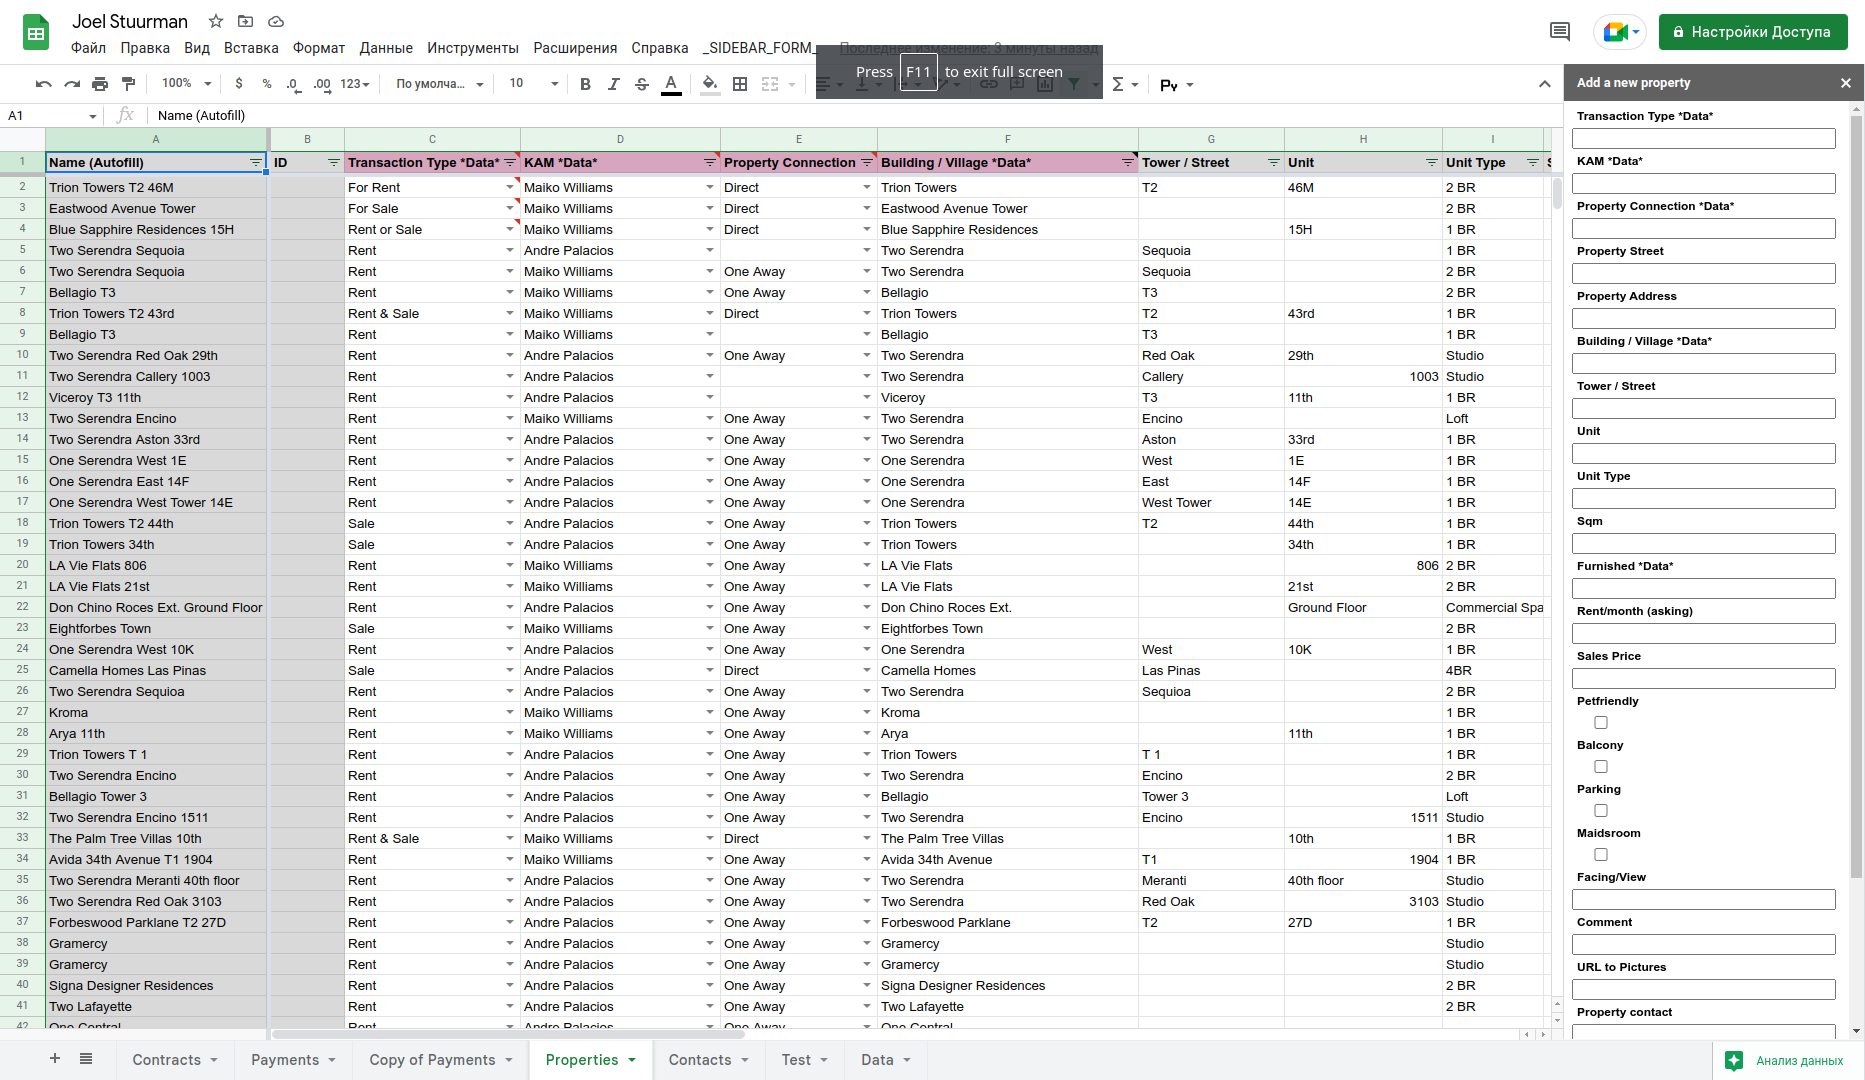 Joel Stuurman
Файл Правка Вид Вставка Формат Данные Инструменты Расширения Справка _SIDEBAR_FORM_ Последнее изменение: 3 минуты назад
Настройки Доступа
Press F11 to exit full screen
100% $ % .0 .00 123 По умолча... 10 B I S A Σ Py
A1 fx Name (Autofill)
A B C D E F G H I
1 Name (Autofill) ID Transaction Type *Data* KAM *Data* Property Connection Building / Village *Data* Tower / Street Unit Unit Type
2 Trion Towers T2 46M For Rent Maiko Williams Direct Trion Towers T2 46M 2 BR
3 Eastwood Avenue Tower For Sale Maiko Williams Direct Eastwood Avenue Tower 2 BR
4 Blue Sapphire Residences 15H Rent or Sale Maiko Williams Direct Blue Sapphire Residences 15H 1 BR
5 Two Serendra Sequoia Rent Andre Palacios Two Serendra Sequoia 1 BR
6 Two Serendra Sequoia Rent Maiko Williams One Away Two Serendra Sequoia 2 BR
7 Bellagio T3 Rent Maiko Williams One Away Bellagio T3 2 BR
8 Trion Towers T2 43rd Rent & Sale Maiko Williams Direct Trion Towers T2 43rd 1 BR
9 Bellagio T3 Rent Maiko Williams Bellagio T3 1 BR
10 Two Serendra Red Oak 29th Rent Andre Palacios One Away Two Serendra Red Oak 29th Studio
11 Two Serendra Callery 1003 Rent Andre Palacios Two Serendra Callery 1003 Studio
12 Viceroy T3 11th Rent Andre Palacios Viceroy T3 11th 1 BR
13 Two Serendra Encino Rent Maiko Williams One Away Two Serendra Encino Loft
14 Two Serendra Aston 33rd Rent Andre Palacios One Away Two Serendra Aston 33rd 1 BR
15 One Serendra West 1E Rent Andre Palacios One Away One Serendra West 1E 1 BR
16 One Serendra East 14F Rent Andre Palacios One Away One Serendra East 14F 1 BR
17 One Serendra West Tower 14E Rent Andre Palacios One Away One Serendra West Tower 14E 1 BR
18 Trion Towers T2 44th Sale Andre Palacios One Away Trion Towers T2 44th 1 BR
19 Trion Towers 34th Sale Andre Palacios One Away Trion Towers 34th 1 BR
20 LA Vie Flats 806 Rent Maiko Williams One Away LA Vie Flats 806 2 BR
21 LA Vie Flats 21st Rent Maiko Williams One Away LA Vie Flats 21st 2 BR
22 Don Chino Roces Ext. Ground Floor Rent Andre Palacios One Away Don Chino Roces Ext. Ground Floor Commercial Spa
23 Eightforbes Town Sale Maiko Williams One Away Eightforbes Town 2 BR
24 One Serendra West 10K Rent Andre Palacios One Away One Serendra West 10K 1 BR
25 Camella Homes Las Pinas Sale Andre Palacios Direct Camella Homes Las Pinas 4BR
26 Two Serendra Sequioa Rent Andre Palacios One Away Two Serendra Sequioa 2 BR
27 Kroma Rent Maiko Williams One Away Kroma 1 BR
28 Arya 11th Rent Maiko Williams One Away Arya 11th 1 BR
29 Trion Towers T 1 Rent Andre Palacios One Away Trion Towers T 1 1 BR
30 Two Serendra Encino Rent Andre Palacios One Away Two Serendra Encino 2 BR
31 Bellagio Tower 3 Rent Andre Palacios One Away Bellagio Tower 3 Loft
32 Two Serendra Encino 1511 Rent Andre Palacios One Away Two Serendra Encino 1511 Studio
33 The Palm Tree Villas 10th Rent & Sale Maiko Williams Direct The Palm Tree Villas 10th 1 BR
34 Avida 34th Avenue T1 1904 Rent Maiko Williams One Away Avida 34th Avenue T1 1904 1 BR
35 Two Serendra Meranti 40th floor Rent Andre Palacios One Away Two Serendra Meranti 40th floor Studio
36 Two Serendra Red Oak 3103 Rent Andre Palacios One Away Two Serendra Red Oak 3103 Studio
37 Forbeswood Parklane T2 27D Rent Andre Palacios One Away Forbeswood Parklane T2 27D 1 BR
38 Gramercy Rent Andre Palacios One Away Gramercy Studio
39 Gramercy Rent Andre Palacios One Away Gramercy Studio
40 Signa Designer Residences Rent Andre Palacios One Away Signa Designer Residences 2 BR
41 Two Lafayette Rent Andre Palacios One Away Two Lafayette 2 BR
42 One Central Rent Andre Palacios One Away One Central
Add a new property
Transaction Type *Data*
KAM *Data*
Property Connection *Data*
Property Street
Property Address
Building / Village *Data*
Tower / Street
Unit
Unit Type
Sqm
Furnished *Data*
Rent/month (asking)
Sales Price
Petfriendly
Balcony
Parking
Maidsroom
Facing/View
Comment
URL to Pictures
Property contact
Contracts Payments Copy of Payments Properties Contacts Test Data
Анализ данных